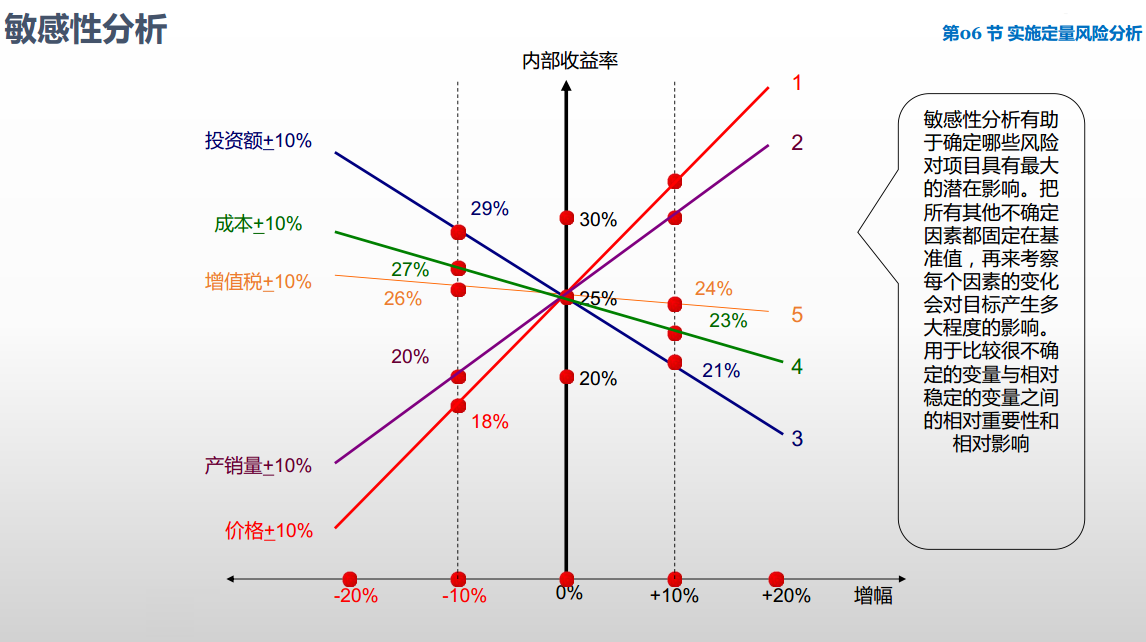 敏感性分析
第06 节 实施定量风险分析
内部收益率
1
2
投资额±10%
29%
成本±10%
30%
27%
增值税±10%
26%
25%
24%
5
23%
20%
21%
4
20%
18%
3
产销量±10%
价格±10%
-20%
-10%
0%
+10%
+20%
增幅
敏感性分析有助
于确定哪些风险
对项目具有最大
的潜在影响。把
所有其他不确定
因素都固定在基
准值，再来考察
每个因素的变化
会对目标产生多
大程度的影响。
用于比较很不确
定的变量与相对
稳定的变量之间
的相对重要性和
相对影响